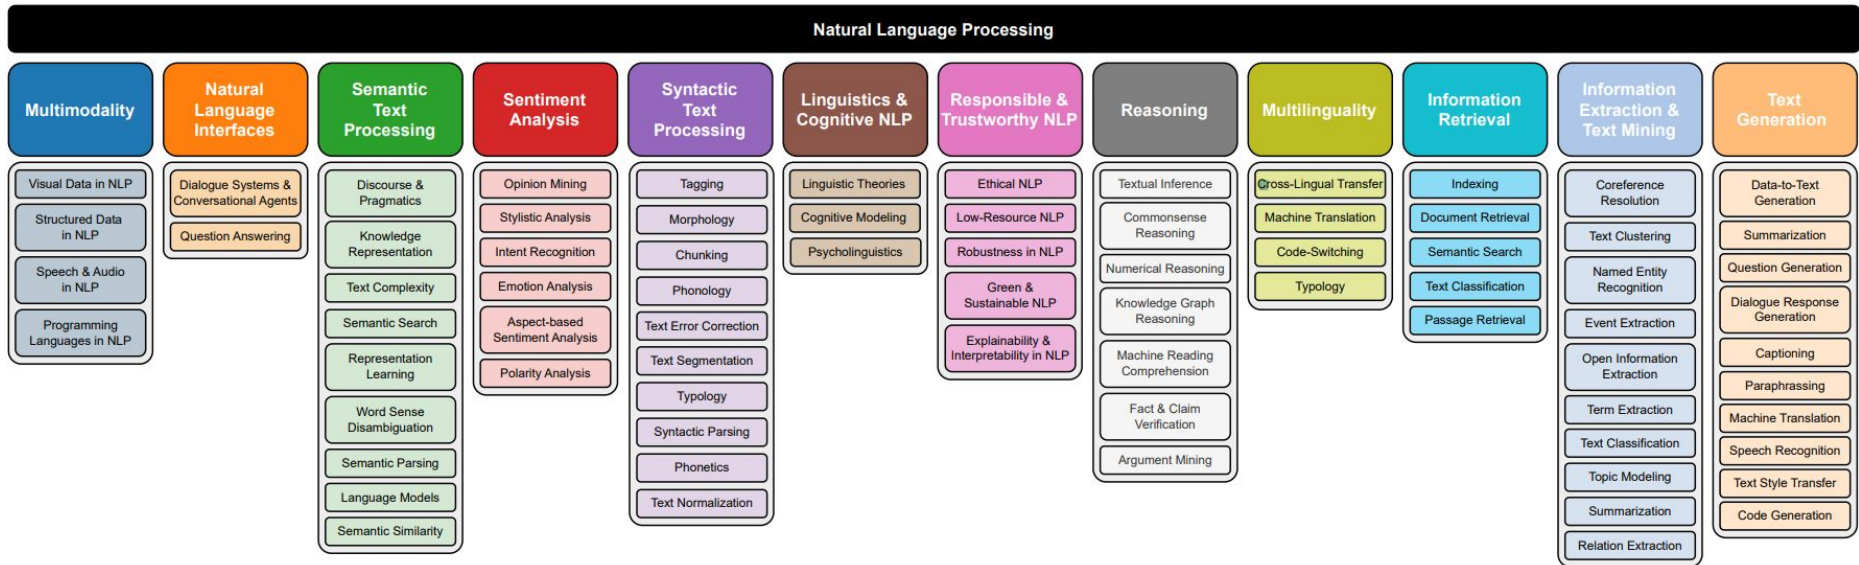 Natural Language Processing
Multimodality
Visual Data in NLP
Structured Data
in NLP
Speech & Audio
in NLP
Programming
Languages in NLP
Natural
Language
Interfaces
Dialogue Systems &
Conversational Agents
Question Answering
Semantic
Text
Processing
Discourse &
Pragmatics
Knowledge
Representation
Text Complexity
Semantic Search
Representation
Learning
Word Sense
Disambiguation
Semantic Parsing
Language Models
Semantic Similarity
Sentiment
Analysis
Opinion Mining
Stylistic Analysis
Intent Recognition
Emotion Analysis
Aspect-based
Sentiment Analysis
Polarity Analysis
Syntactic
Text
Processing
Tagging
Morphology
Chunking
Phonology
Text Error Correction
Text Segmentation
Typology
Syntactic Parsing
Phonetics
Text Normalization
Linguistics &
Cognitive NLP
Linguistic Theories
Cognitive Modeling
Psycholinguistics
Responsible &
Trustworthy NLP
Ethical NLP
Low-Resource NLP
Robustness in NLP
Green &
Sustainable NLP
Explainability &
Interpretability in NLP
Reasoning
Textual Inference
Commonsense
Reasoning
Numerical Reasoning
Knowledge Graph
Reasoning
Machine Reading
Comprehension
Fact & Claim
Verification
Argument Mining
Multilinguality
Cross-Lingual Transfer
Machine Translation
Code-Switching
Typology
Information
Retrieval
Indexing
Document Retrieval
Semantic Search
Text Classification
Passage Retrieval
Information
Extraction &
Text Mining
Coreference
Resolution
Text Clustering
Named Entity
Recognition
Event Extraction
Open Information
Extraction
Term Extraction
Text Classification
Topic Modeling
Summarization
Relation Extraction
Text
Generation
Data-to-Text
Generation
Summarization
Question Generation
Dialogue Response
Generation
Captioning
Paraphrassing
Machine Translation
Speech Recognition
Text Style Transfer
Code Generation